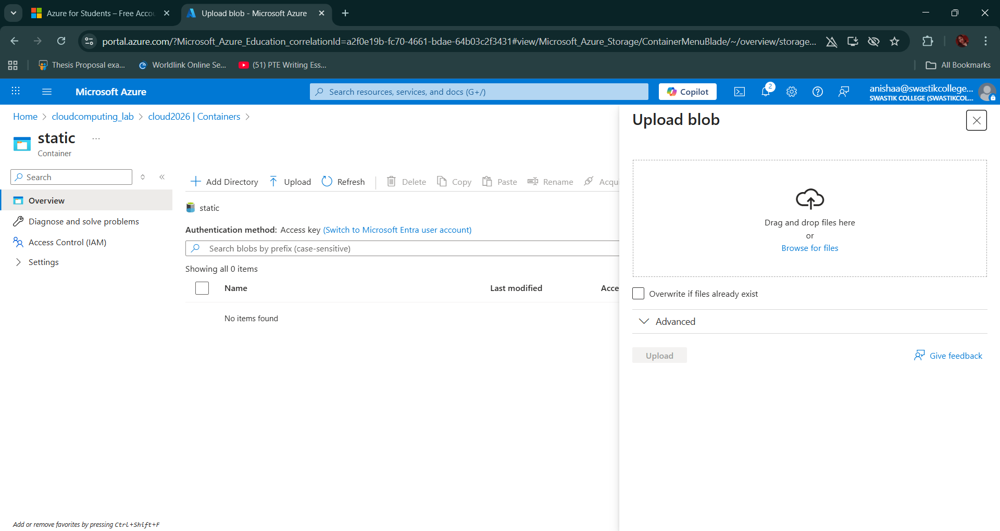 Azure for Students – Free Acco
Upload blob - Microsoft Azure
portal.azure.com/?Microsoft_Azure_Education_correlationId=a2f0e19b-fc70-4661-bdae-64b03c2f3431#view/Microsoft_Azure_Storage/ContainerMenuBlade/~/overview/storage...
Thesis Proposal exa...
Worldlink Online Se...
(51) PTE Writing Ess...
All Bookmarks
Microsoft Azure
Search resources, services, and docs (G+/)
Copilot
2
anishaa@swastikcollege...
SWASTIK COLLEGE (SWASTIKCOL...
Home > cloudcomputing_lab > cloud2026 | Containers >
static
...
Container
Search
Overview
Diagnose and solve problems
Access Control (IAM)
Settings
Add Directory
Upload
Refresh
Delete
Copy
Paste
Rename
Acqu
static
Authentication method: Access key (Switch to Microsoft Entra user account)
Search blobs by prefix (case-sensitive)
Showing all 0 items
Name
Last modified
Acce
No items found
Upload blob
Drag and drop files here
or
Browse for files
Overwrite if files already exist
Advanced
Upload
Give feedback
Add or remove favorites by pressing Ctrl+Shift+F